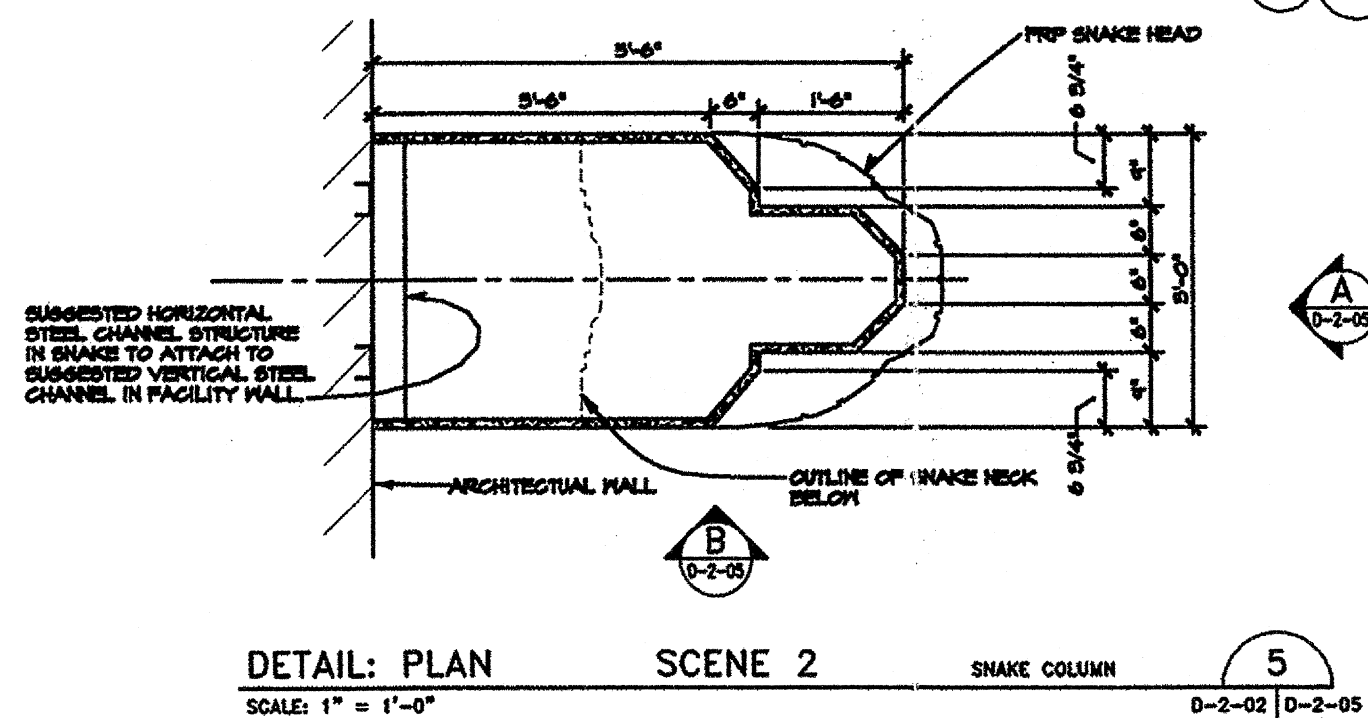 5'-6"
FRP SNAKE HEAD
3'-6"
6"
1'-6"
6 3/4"
9"
6"
6"
6"
9"
3'-0"
6 3/4"
A
D-2-05
SUGGESTED HORIZONTAL
STEEL CHANNEL STRUCTURE
IN SNAKE TO ATTACH TO
SUGGESTED VERTICAL STEEL
CHANNEL IN FACILITY WALL.
ARCHITECTUAL WALL
OUTLINE OF SNAKE NECK
BELOW
B
D-2-05
DETAIL: PLAN SCENE 2 SNAKE COLUMN 5
SCALE: 1" = 1'-0" D-2-02 D-2-05